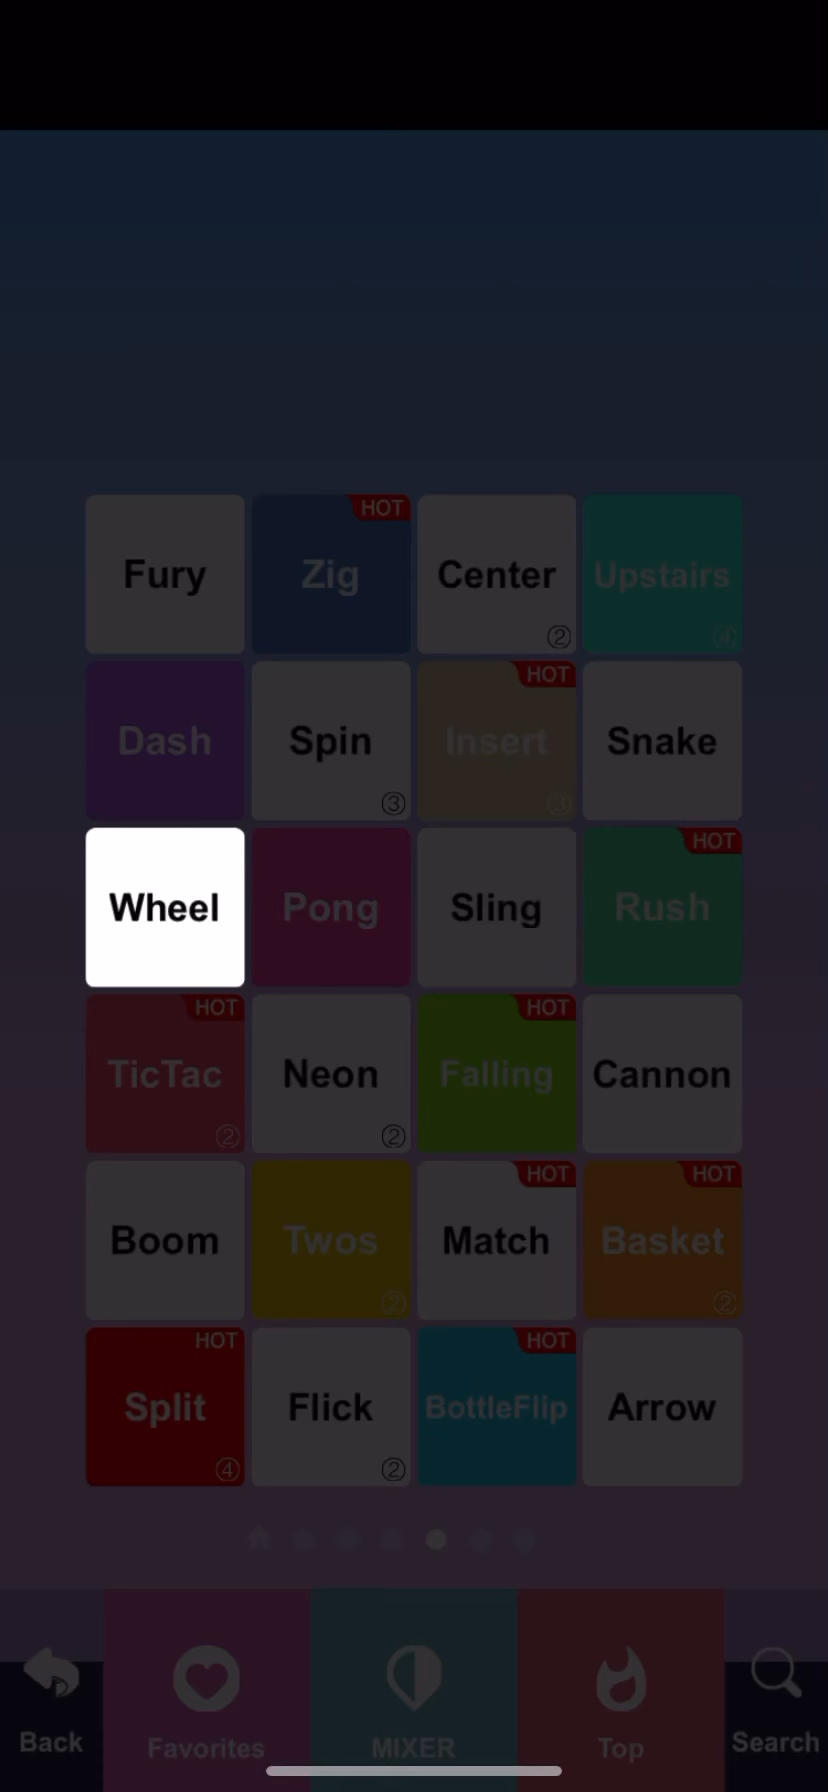 Fury
HOT
Zig
Center
②
Upstairs
④
Dash
Spin
③
HOT
Insert
③
Snake
Wheel
Pong
Sling
HOT
Rush
HOT
TicTac
②
Neon
②
HOT
Falling
Cannon
Boom
Twos
②
HOT
Match
HOT
Basket
②
HOT
Split
④
Flick
②
HOT
BottleFlip
Arrow
Back
Favorites
MIXER
Top
Search